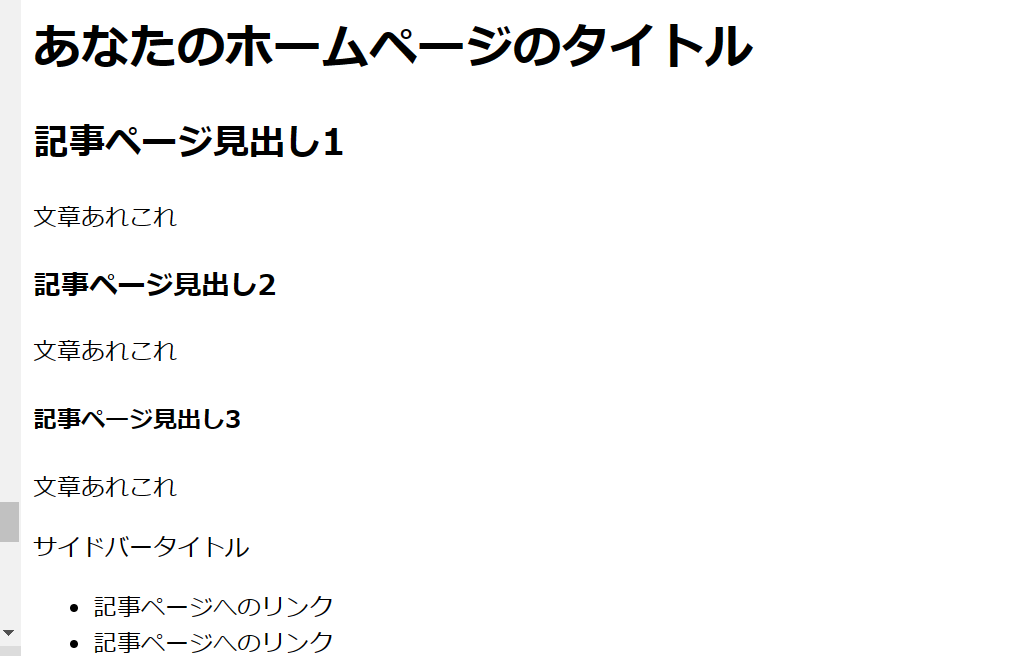 あなたのホームページのタイトル
記事ページ見出し1
文章あれこれ
記事ページ見出し2
文章あれこれ
記事ページ見出し3
文章あれこれ
サイドバータイトル
• 記事ページへのリンク
• 記事ページへのリンク